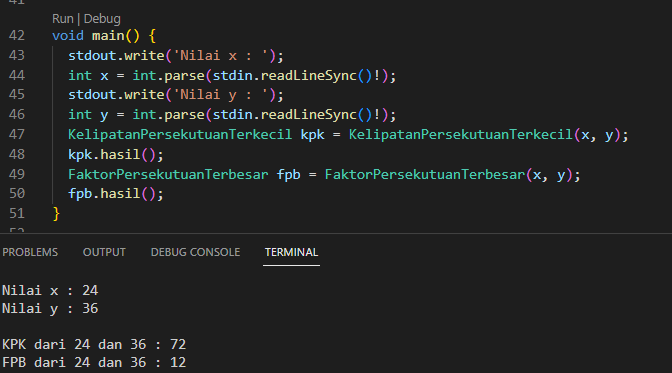 Run | Debug
42 void main() {
43 stdout.write('Nilai x : ');
44 int x = int.parse(stdin.readLineSync()!);
45 stdout.write('Nilai y : ');
46 int y = int.parse(stdin.readLineSync()!);
47 KelipatanPersekutuanTerkecil kpk = KelipatanPersekutuanTerkecil(x, y);
48 kpk.hasil();
49 FaktorPersekutuanTerbesar fpb = FaktorPersekutuanTerbesar(x, y);
50 fpb.hasil();
51 }
PROBLEMS OUTPUT DEBUG CONSOLE TERMINAL
Nilai x : 24
Nilai y : 36
KPK dari 24 dan 36 : 72
FPB dari 24 dan 36 : 12